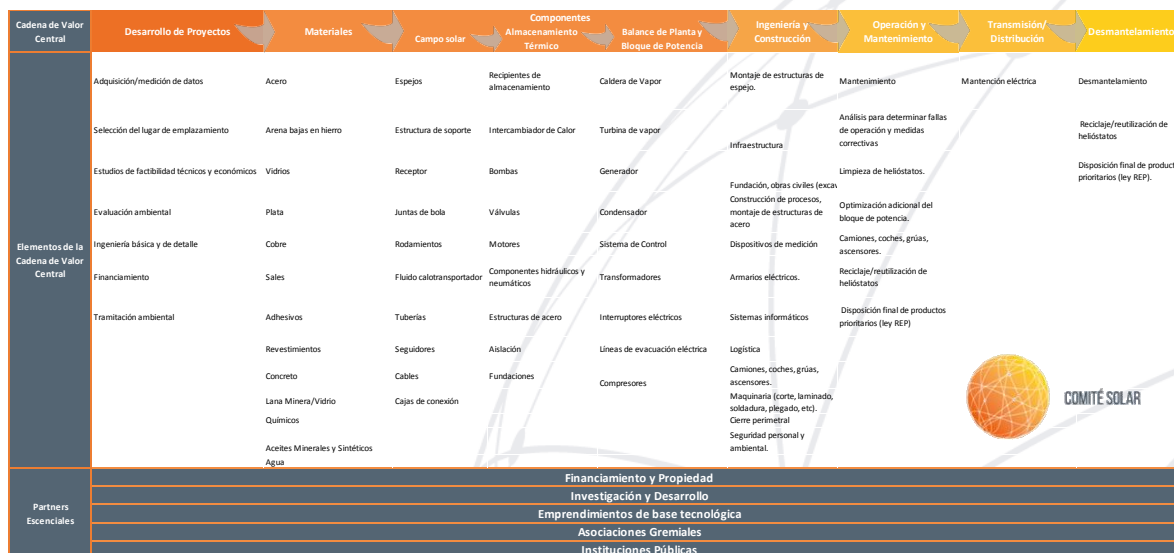 Cadena de Valor
Central
Desarrollo de Proyectos
Materiales
Componentes
Campo solar
Almacenamiento
Térmico
Balance de Planta y
Bloque de Potencia
Ingeniería y
Construcción
Operación y
Mantenimiento
Transmisión/
Distribución
Desmantelamiento
Elementos de la
Cadena de Valor
Central
Adquisición/medición de datos
Selección del lugar de emplazamiento
Estudios de factibilidad técnicos y económicos
Evaluación ambiental
Ingeniería básica y de detalle
Financiamiento
Tramitación ambiental
Acero
Arena bajas en hierro
Vidrios
Plata
Cobre
Sales
Adhesivos
Revestimientos
Concreto
Lana Minera/Vidrio
Químicos
Aceites Minerales y Sintéticos
Agua
Espejos
Estructura de soporte
Receptor
Juntas de bola
Rodamientos
Fluido calotransportador
Tuberías
Seguidores
Cables
Cajas de conexión
Recipientes de
almacenamiento
Intercambiador de Calor
Bombas
Válvulas
Motores
Componentes hidráulicos y
neumáticos
Estructuras de acero
Aislación
Fundaciones
Caldera de Vapor
Turbina de vapor
Generador
Condensador
Sistema de Control
Transformadores
Interruptores eléctricos
Líneas de evacuación eléctrica
Compresores
Montaje de estructuras de
espejo.
Infraestructura
Fundación, obras civiles (excav
Construcción de procesos,
montaje de estructuras de
acero
Dispositivos de medición
Armarios eléctricos.
Sistemas informáticos
Logística
Camiones, coches, grúas,
ascensores.
Maquinaria (corte, laminado,
soldadura, plegado, etc).
Cierre perimetral
Seguridad personal y
ambiental.
Mantenimiento
Análisis para determinar fallas
de operación y medidas
correctivas
Limpieza de helióstatos.
Optimización adicional del
bloque de potencia.
Camiones, coches, grúas,
ascensores.
Reciclaje/reutilización de
helióstatos
Disposición final de productos
prioritarios (ley REP)
Mantención eléctrica
Desmantelamiento
Reciclaje/reutilización de
helióstatos
Disposición final de product
prioritarios (ley REP).
COMITÉ SOLAR
Partners
Escenciales
Financiamiento y Propiedad
Investigación y Desarrollo
Emprendimientos de base tecnológica
Asociaciones Gremiales
Instituciones Públicas